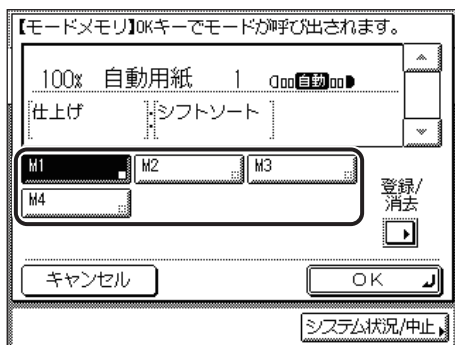 【モードメモリ】OKキーでモードが呼び出されます。
100% 自動用紙 1 自動
仕上げ :シフトソート
M1 M2 M3
M4
登録/
消去
キャンセル OK
システム状況/中止